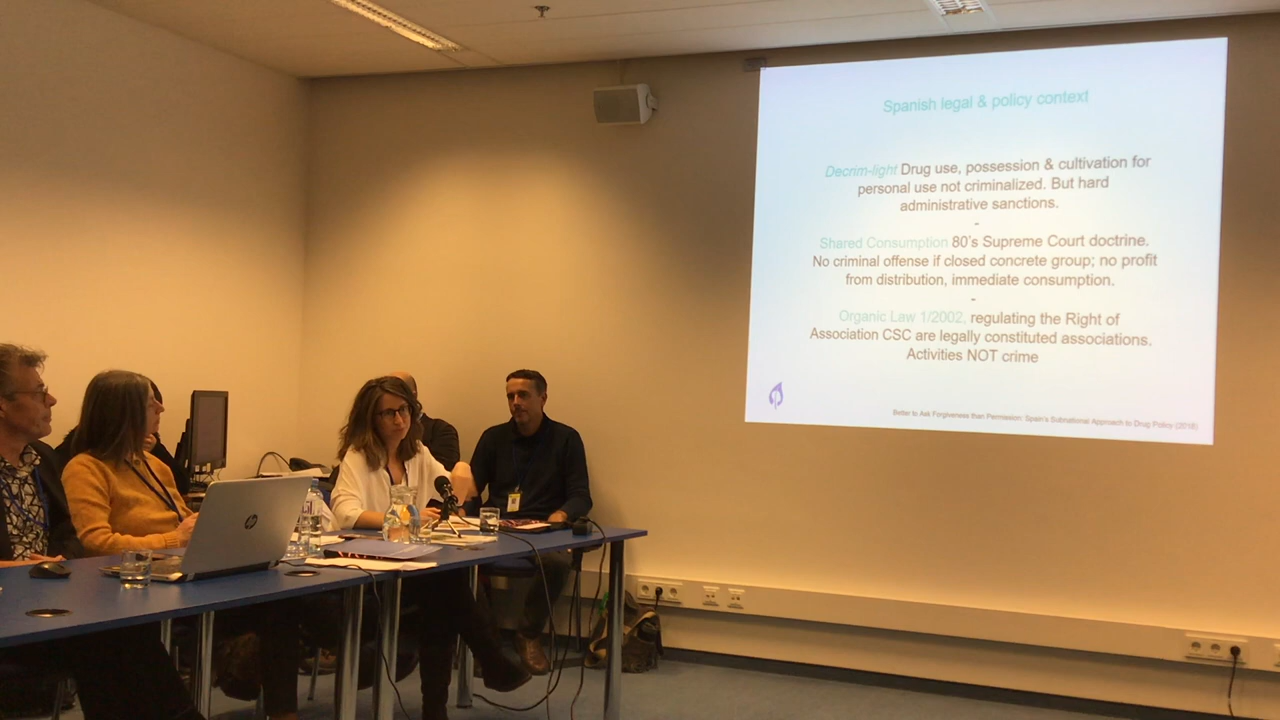 Spanish legal & policy context
Decrim-light Drug use, possession & cultivation for
personal use not criminalized. But hard
administrative sanctions.
-
Shared Consumption 80's Supreme Court doctrine.
No criminal offense if closed concrete group; no profit
from distribution, immediate consumption.
-
Organic Law 1/2002, regulating the Right of
Association CSC are legally constituted associations.
Activities NOT crime
Better to Ask Forgiveness than Permission: Spain's Subnational Approach to Drug Policy (2018)
hp